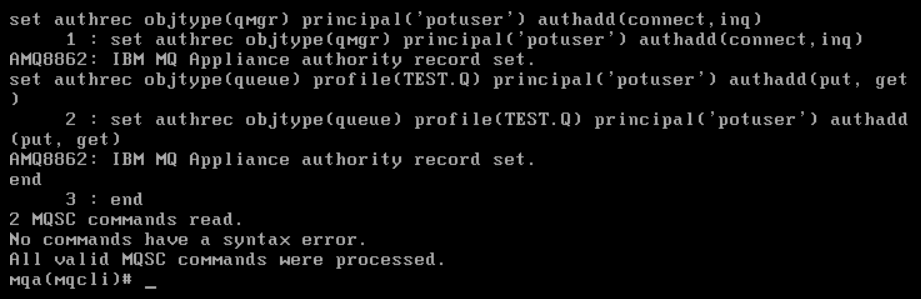 set authrec objtype(qmgr) principal('potuser') authadd(connect,inq)
     1 : set authrec objtype(qmgr) principal('potuser') authadd(connect,inq)
AMQ8862: IBM MQ Appliance authority record set.
set authrec objtype(queue) profile(TEST.Q) principal('potuser') authadd(put, get
)
     2 : set authrec objtype(queue) profile(TEST.Q) principal('potuser') authadd
(put, get)
AMQ8862: IBM MQ Appliance authority record set.
end
     3 : end
2 MQSC commands read.
No commands have a syntax error.
All valid MQSC commands were processed.
mqa(mqcli)# _